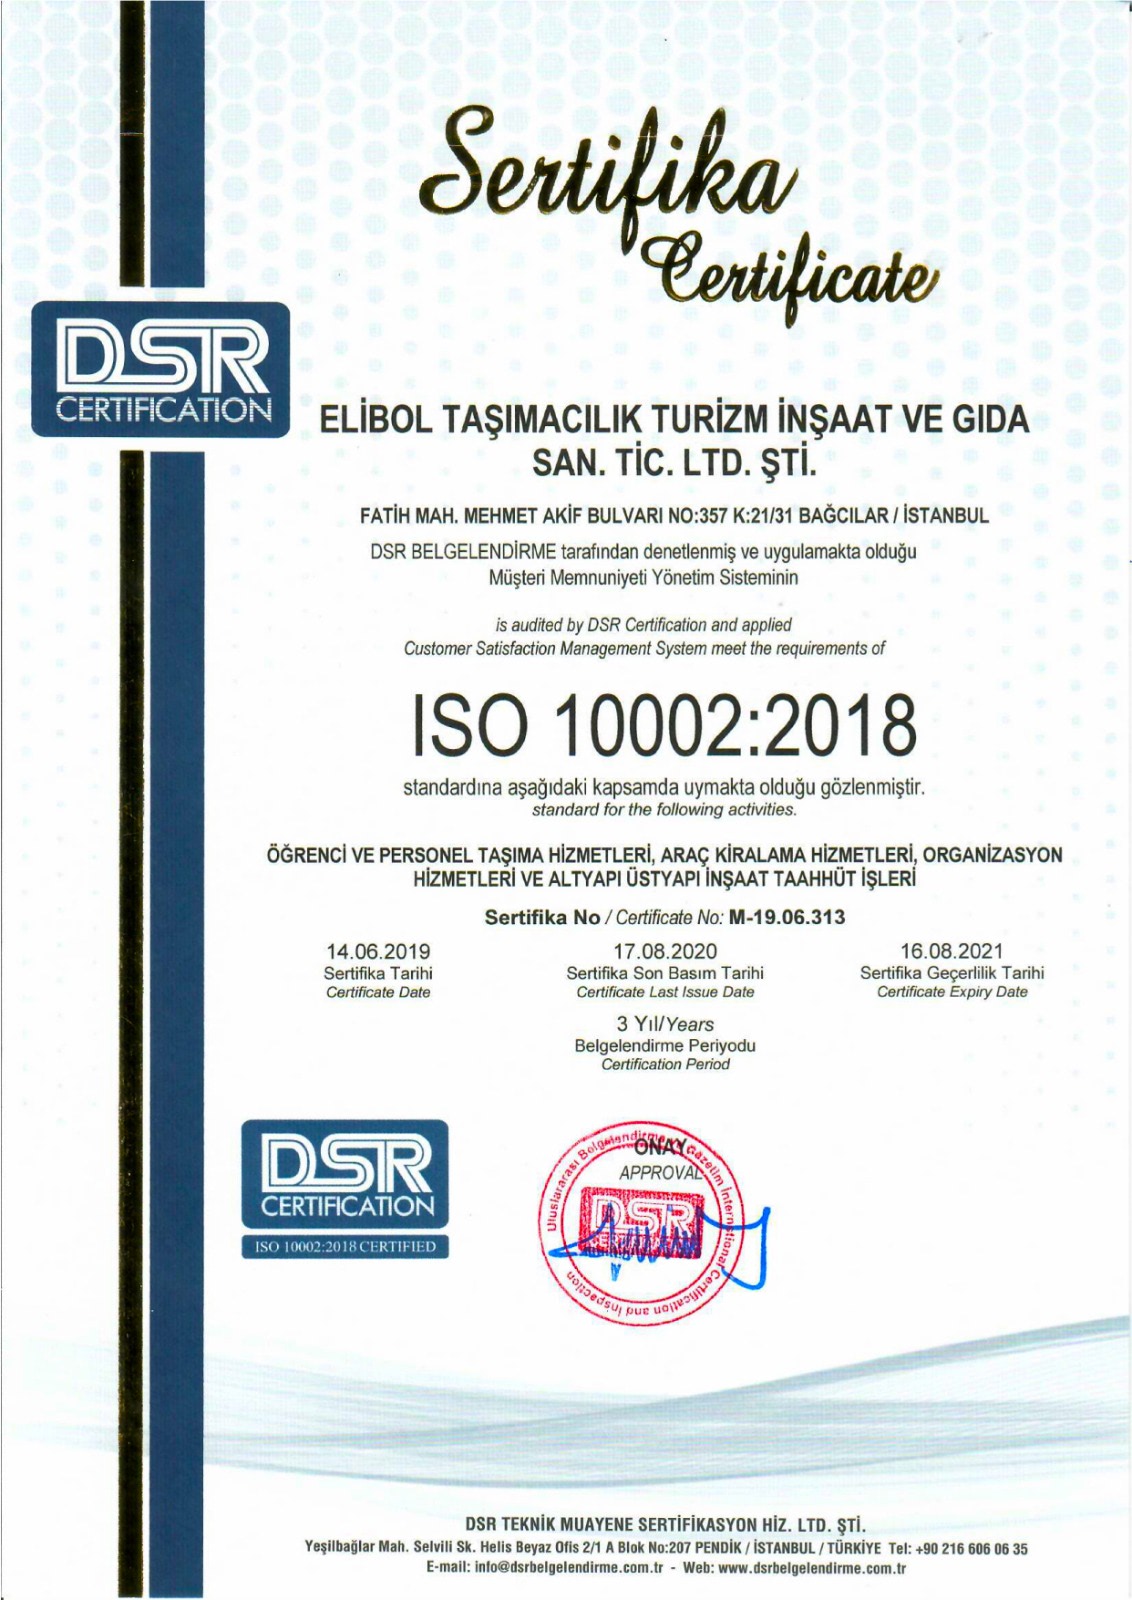 Sertifika
Certificate
DSR
CERTIFICATION
ELİBOL TAŞIMACILIK TURİZM İNŞAAT VE GIDA
SAN. TİC. LTD. ŞTİ.
FATİH MAH. MEHMET AKİF BULVARI NO:357 K:21/31 BAĞCILAR / İSTANBUL
DSR BELGELENDİRME tarafından denetlenmiş ve uygulamakta olduğu
Müşteri Memnuniyeti Yönetim Sisteminin
is audited by DSR Certification and applied
Customer Satisfaction Management System meet the requirements of
ISO 10002:2018
standardına aşağıdaki kapsamda uymakta olduğu gözlenmiştir.
standard for the following activities.
ÖĞRENCİ VE PERSONEL TAŞIMA HİZMETLERİ, ARAÇ KİRALAMA HİZMETLERİ, ORGANİZASYON
HİZMETLERİ VE ALTYAPI ÜSTYAPI İNŞAAT TAAHHÜT İŞLERİ
Sertifika No / Certificate No: M-19.06.313
14.06.2019
Sertifika Tarihi
Certificate Date
17.08.2020
Sertifika Son Basım Tarihi
Certificate Last Issue Date
16.08.2021
Sertifika Geçerlilik Tarihi
Certificate Expiry Date
3 Yıl/Years
Belgelendirme Periyodu
Certification Period
DSR
CERTIFICATION
ISO 10002:2018 CERTIFIED
ONAY
APPROVAL
Uluslararası Belgelendirme Gözetim International Certification and Inspection
DSR
DSR TEKNİK MUAYENE SERTİFİKASYON HİZ. LTD. ŞTİ.
Yeşilbağlar Mah. Selvili Sk. Helis Beyaz Ofis 2/1 A Blok No:207 PENDİK / İSTANBUL / TÜRKİYE Tel: +90 216 606 06 35
E-mail: info@dsrbelgelendirme.com.tr - Web: www.dsrbelgelendirme.com.tr